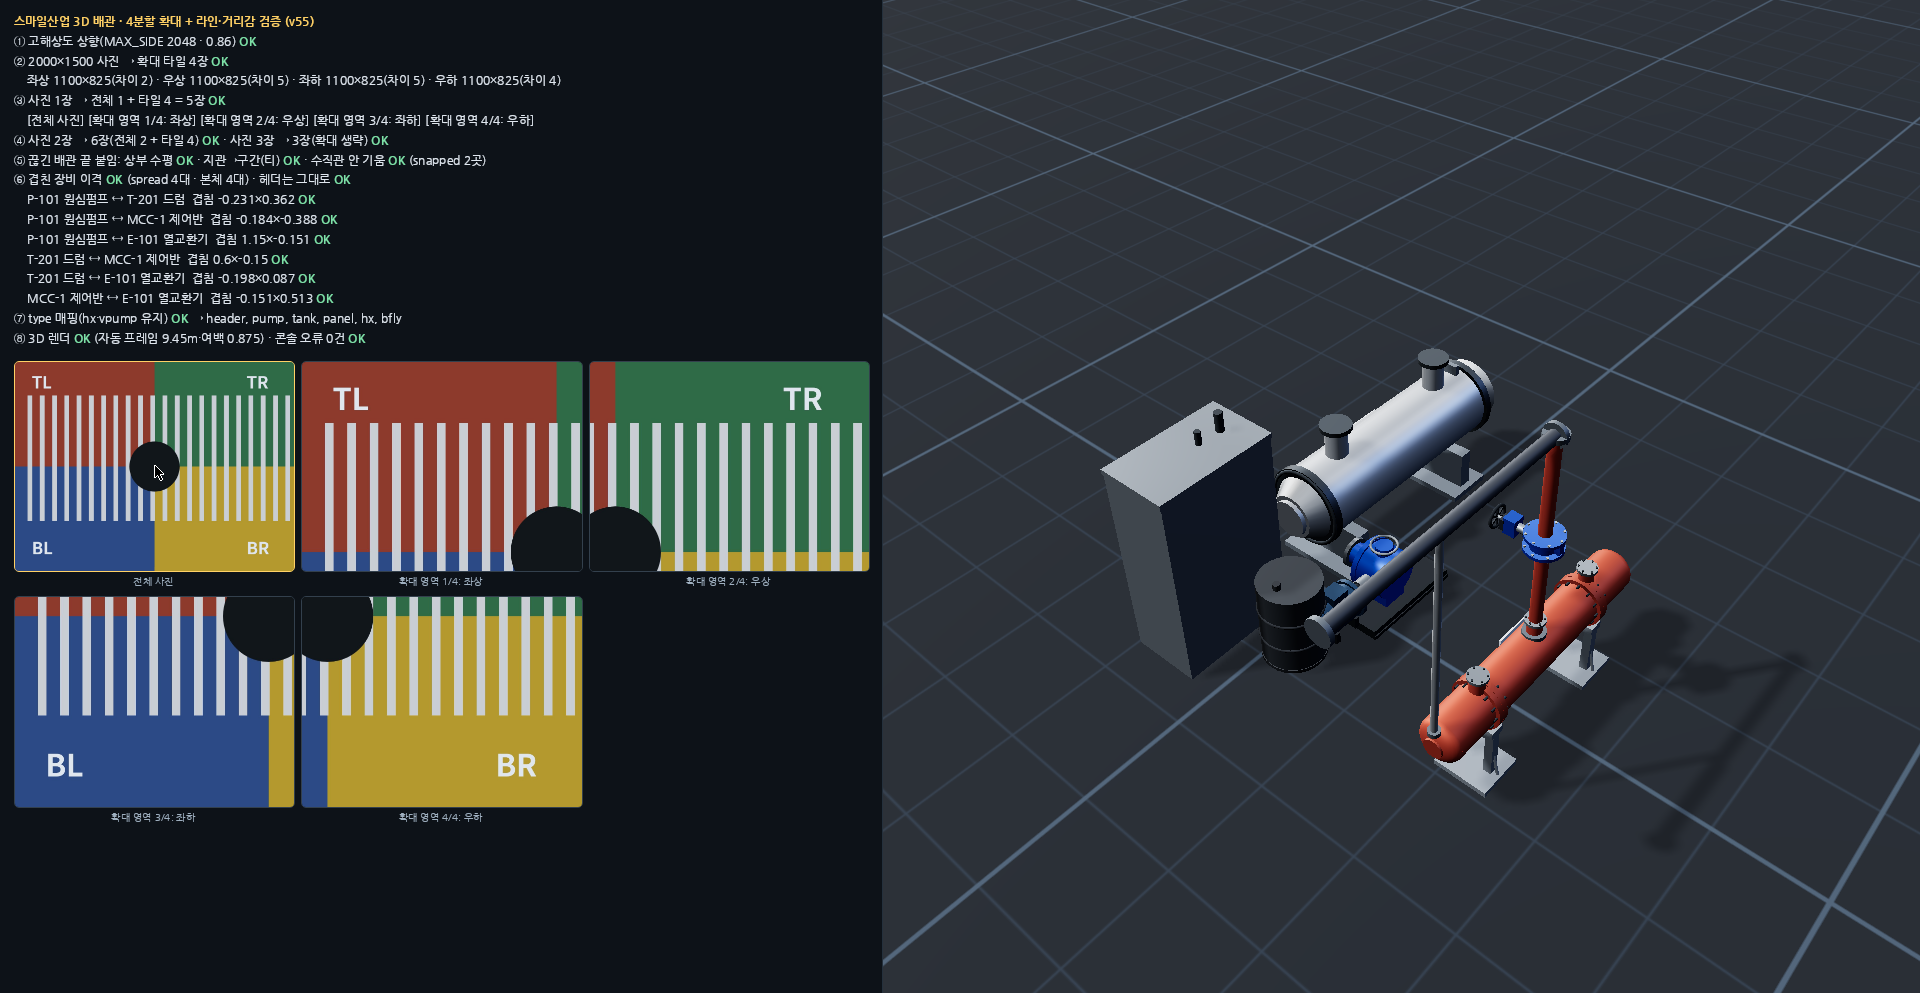 스마일산업 3D 배관 · 4분할 확대 + 라인·거리감 검증 (v55)
① 고해상도 상향(MAX_SIDE 2048 · 0.86) OK
② 2000×1500 사진 → 확대 타일 4장 OK
좌상 1100×825(차이 2) · 우상 1100×825(차이 5) · 좌하 1100×825(차이 5) · 우하 1100×825(차이 4)
③ 사진 1장 → 전체 1 + 타일 4 = 5장 OK
[전체 사진] [확대 영역 1/4: 좌상] [확대 영역 2/4: 우상] [확대 영역 3/4: 좌하] [확대 영역 4/4: 우하]
④ 사진 2장 → 6장(전체 2 + 타일 4) OK · 사진 3장 → 3장(확대 생략) OK
⑤ 끊긴 배관 끝 붙임: 상부 수평 OK · 지관→구간(티) OK · 수직관 안 기움 OK (snapped 2곳)
⑥ 겹친 장비 이격 OK (spread 4대 · 본체 4대) · 헤더는 그대로 OK
P-101 원심펌프 ↔ T-201 드럼 겹침 -0.231×0.362 OK
P-101 원심펌프 ↔ MCC-1 제어반 겹침 -0.184×-0.388 OK
P-101 원심펌프 ↔ E-101 열교환기 겹침 1.15×-0.151 OK
T-201 드럼 ↔ MCC-1 제어반 겹침 0.6×-0.15 OK
T-201 드럼 ↔ E-101 열교환기 겹침 -0.198×0.087 OK
MCC-1 제어반 ↔ E-101 열교환기 겹침 -0.151×0.513 OK
⑦ type 매핑(hx·vpump 유지) OK → header, pump, tank, panel, hx, bfly
⑧ 3D 렌더 OK (자동 프레임 9.45m·여백 0.875) · 콘솔 오류 0건 OK
TL TR
BL BR
전체 사진
TL
확대 영역 1/4: 좌상
TR
확대 영역 2/4: 우상
BL
확대 영역 3/4: 좌하
BR
확대 영역 4/4: 우하